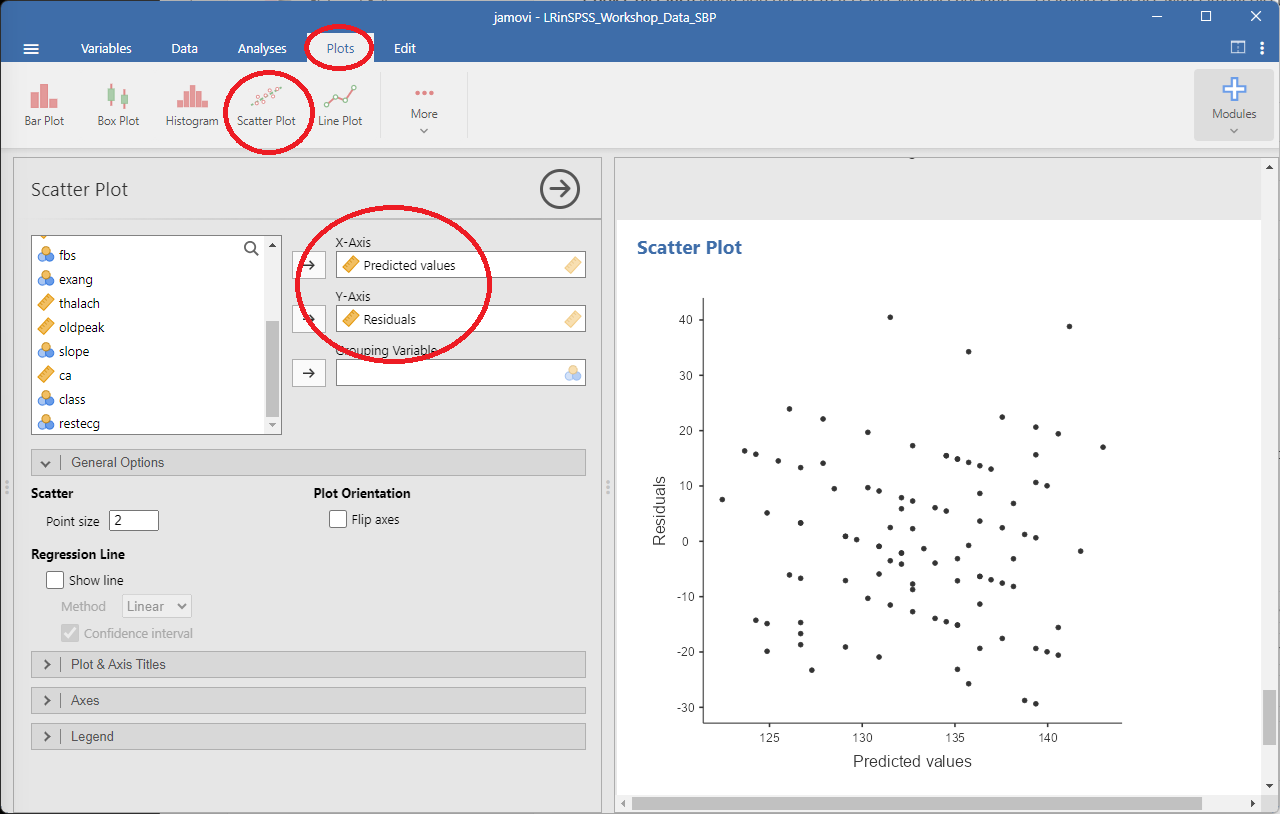 jamovi - LRinSPSS_Workshop_Data_SBP
Variables Data Analyses Plots Edit
Bar Plot Box Plot Histogram Scatter Plot Line Plot More Modules
Scatter Plot
fbs
exang
thalach
oldpeak
slope
ca
class
restecg
X-Axis
Predicted values
Y-Axis
Residuals
Grouping Variable
General Options
Scatter
Point size 2
Plot Orientation
Flip axes
Regression Line
Show line
Method Linear
Confidence interval
Plot & Axis Titles
Axes
Legend
Scatter Plot
Residuals
40
30
20
10
0
-10
-20
-30
125 130 135 140
Predicted values